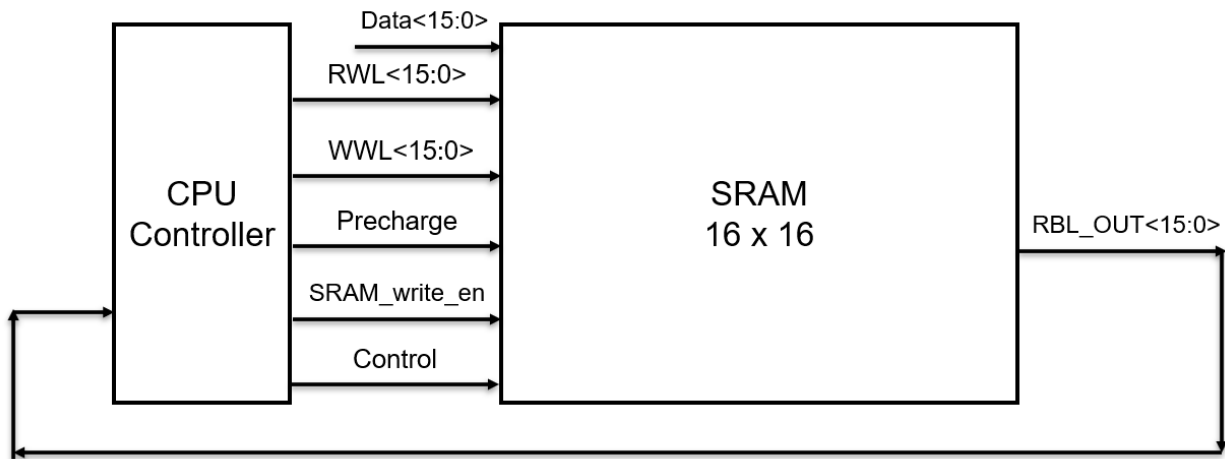 Data<15:0>
RWL<15:0>
WWL<15:0>
CPU
Controller
SRAM
16 x 16
Precharge
RBL_OUT<15:0>
SRAM_write_en
Control